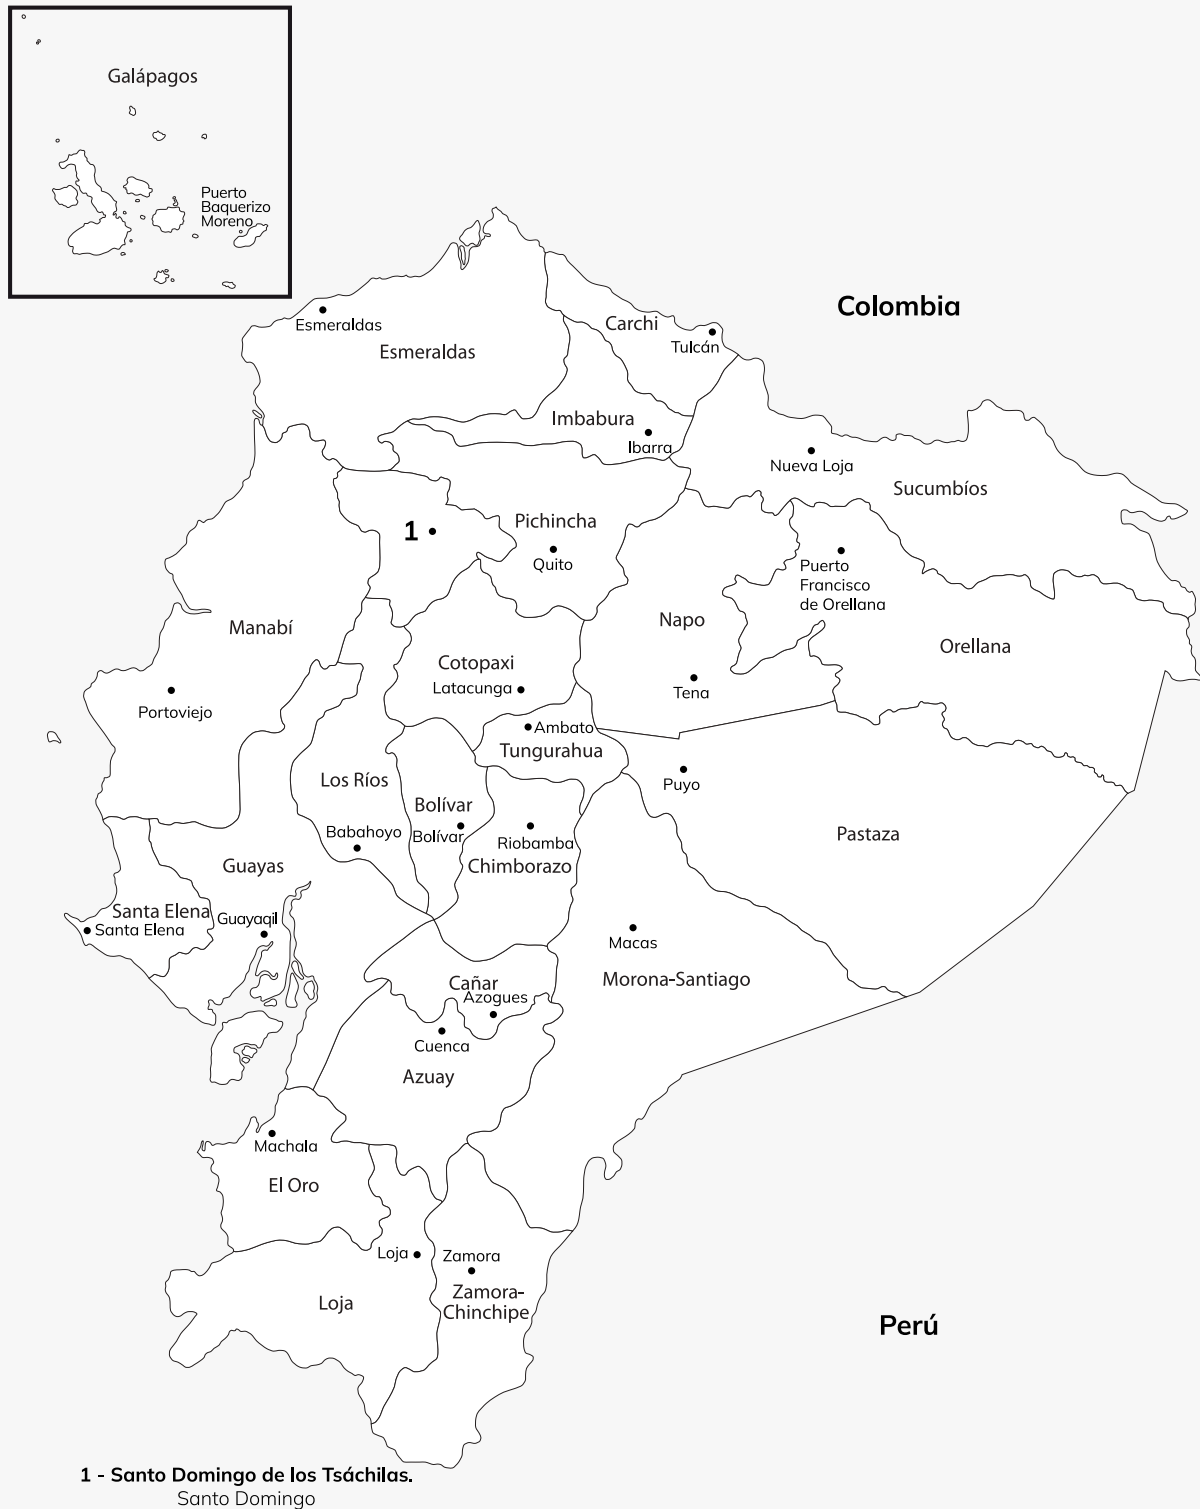 Galápagos
Puerto
Baquerizo
Moreno
Colombia
Esmeraldas
Esmeraldas
Carchi
Tulcán
Imbabura
Ibarra
Nueva Loja
Sucumbíos
1
Pichincha
Quito
Puerto
Francisco
de Orellana
Manabí
Napo
Orellana
Cotopaxi
Latacunga
Tena
Portoviejo
Ambato
Tungurahua
Los Ríos
Puyo
Bolívar
Bolívar
Babahoyo
Riobamba
Chimborazo
Pastaza
Guayas
Santa Elena
Santa Elena
Guayaqil
Macas
Morona-Santiago
Cañar
Azogues
Cuenca
Azuay
Machala
El Oro
Loja
Zamora
Loja
Zamora-
Chinchipe
Perú
1 - Santo Domingo de los Tsáchilas.
Santo Domingo